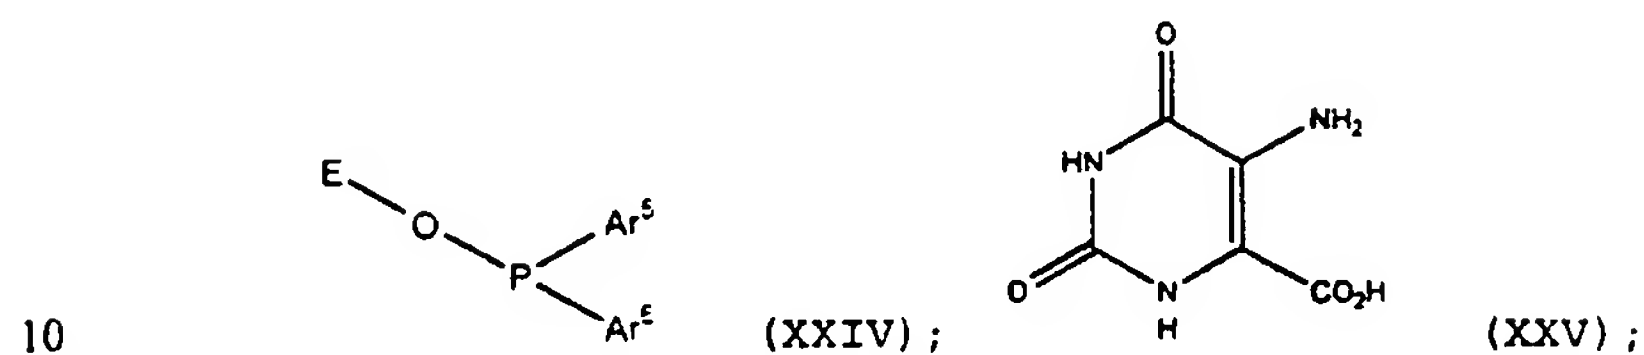 O
NH₂
HN
E
O
Ar⁵
P
O
N
H
CO₂H
Ar⁵
10 (XXIV); (XXV);